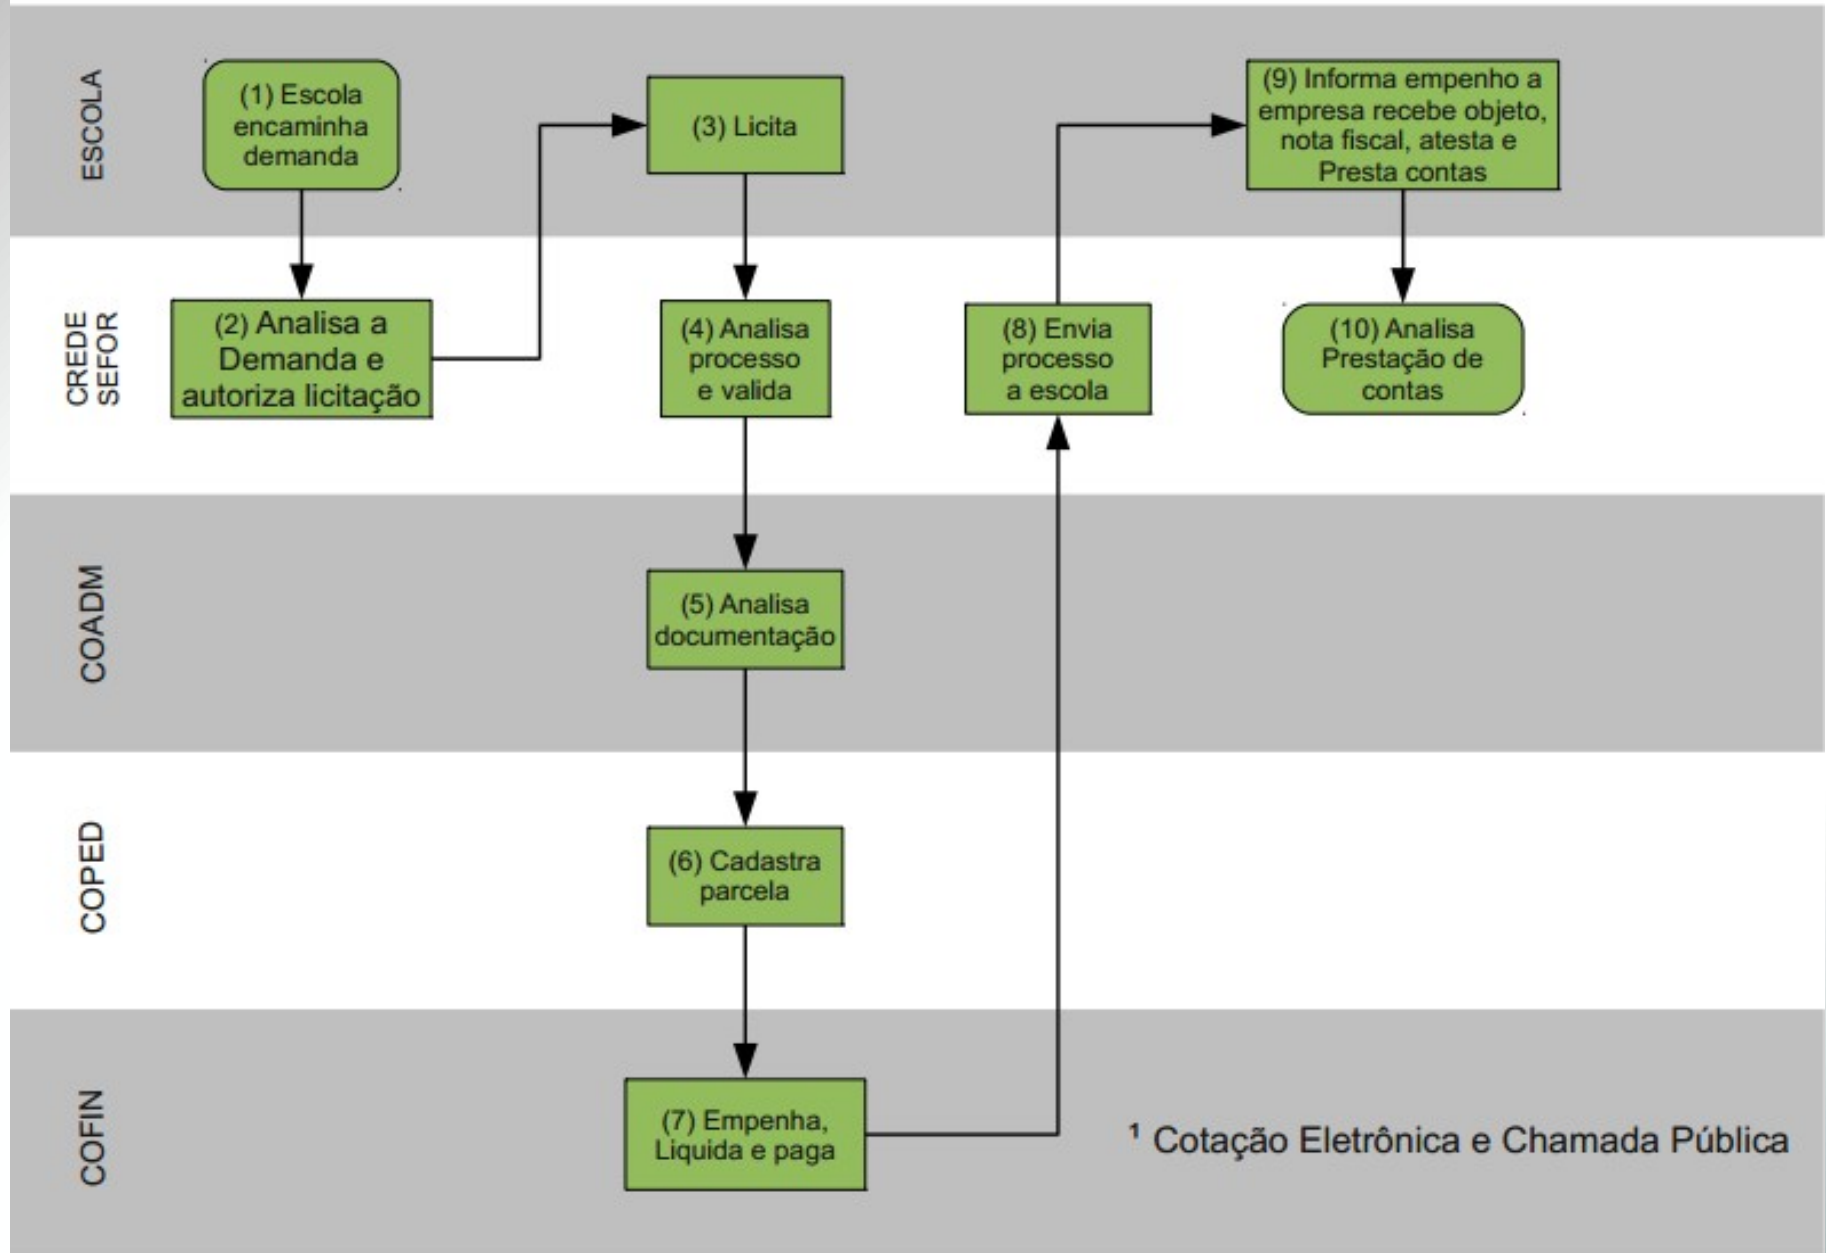 ESCOLA
(1) Escola
encaminha
demanda
(3) Licita
(9) Informa empenho a
empresa recebe objeto,
nota fiscal, atesta e
Presta contas
CREDE
SEFOR
(2) Analisa a
Demanda e
autoriza licitação
(4) Analisa
processo
e valida
(8) Envia
processo
a escola
(10) Analisa
Prestação de
contas
COADM
(5) Analisa
documentação
COPED
(6) Cadastra
parcela
COFIN
(7) Empenha,
Liquida e paga
¹ Cotação Eletrônica e Chamada Pública